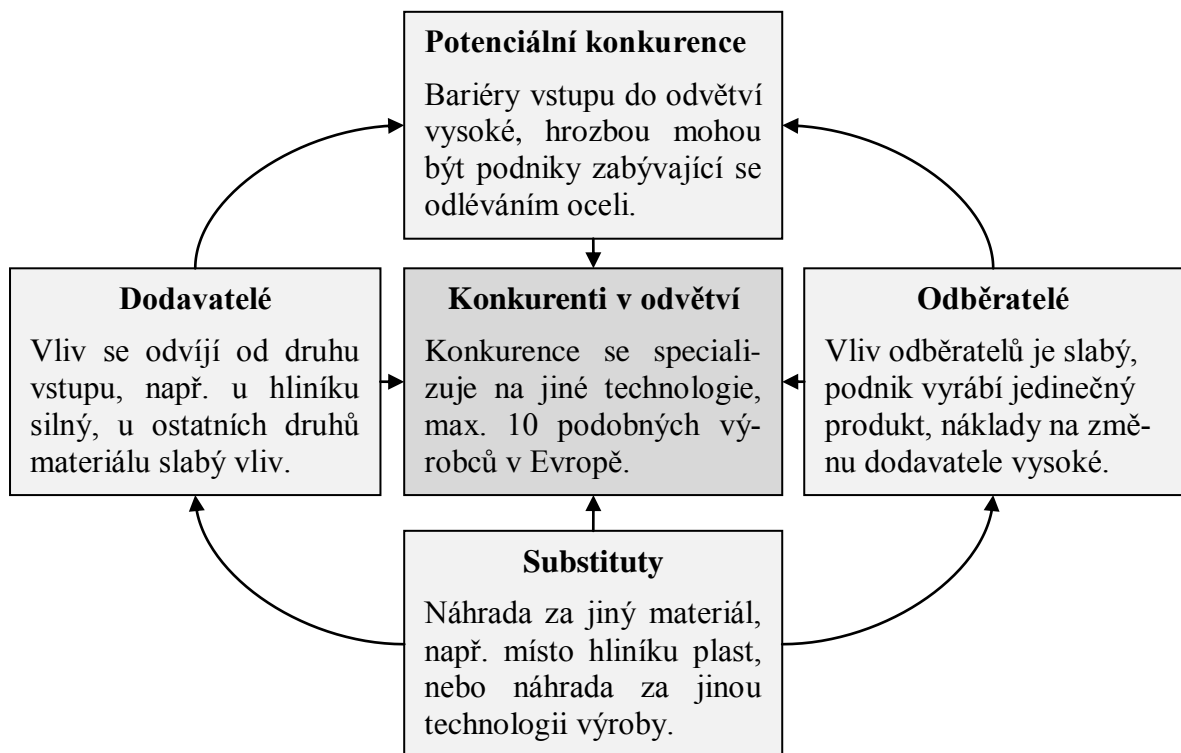 Potenciální konkurence
Bariéry vstupu do odvětví
vysoké, hrozbou mohou
být podniky zabývající se
odléváním oceli.
Dodavatelé
Vliv se odvíjí od druhu
vstupu, např. u hliníku
silný, u ostatních druhů
materiálu slabý vliv.
Konkurenti v odvětví
Konkurence se speciali-
zuje na jiné technologie,
max. 10 podobných vý-
robců v Evropě.
Odběratelé
Vliv odběratelů je slabý,
podnik vyrábí jedinečný
produkt, náklady na změ-
nu dodavatele vysoké.
Substituty
Náhrada za jiný materiál,
např. místo hliníku plast,
nebo náhrada za jinou
technologii výroby.